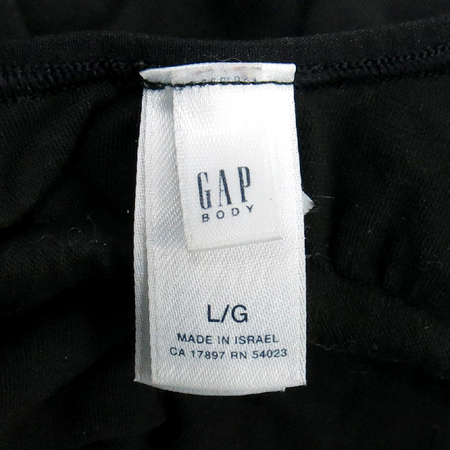 GAP
BODY
L/G
MADE IN ISRAEL
CA 17897 RN 54023